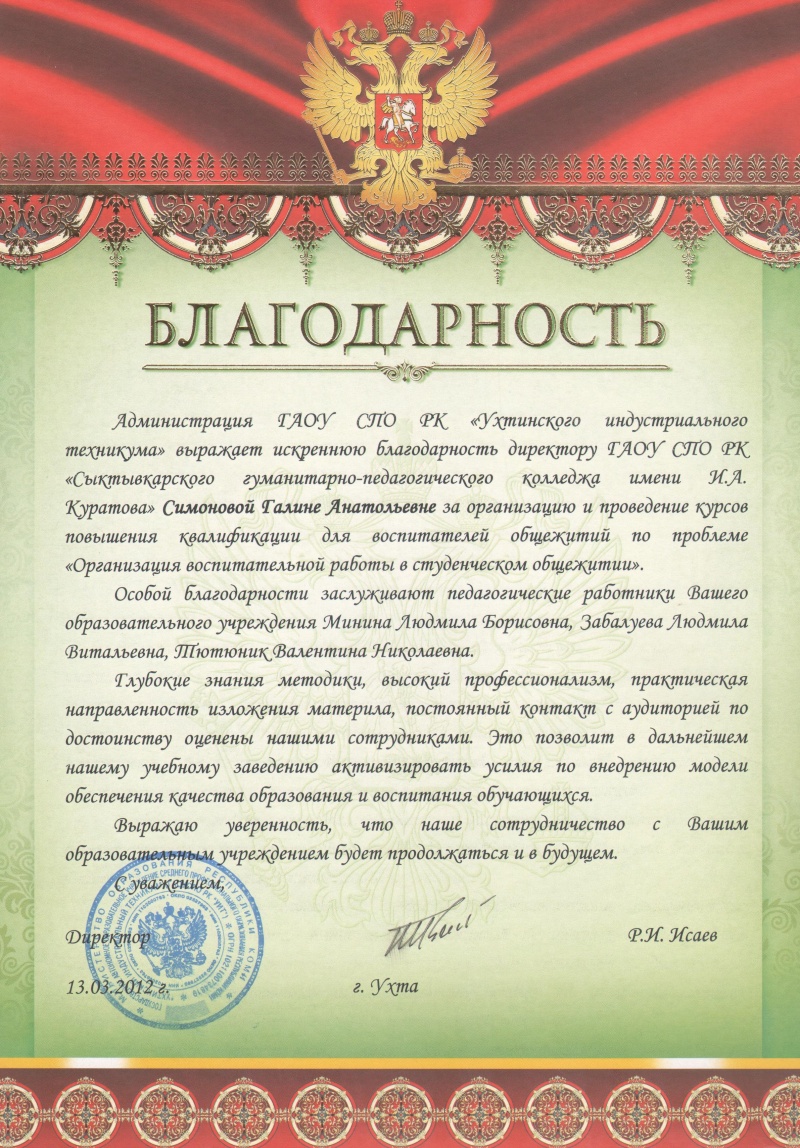 БЛАГОДАРНОСТЬ
Администрация ГАОУ СПО РК «Ухтинского индустриального
техникума» выражает искреннюю благодарность директору ГАОУ СПО РК
«Сыктывкарского гуманитарно-педагогического колледжа имени И.А.
Куратова» Симоновой Галине Анатольевне за организацию и проведение курсов
повышения квалификации для воспитателей общежитий по проблеме
«Организация воспитательной работы в студенческом общежитии».
Особой благодарности заслуживают педагогические работники Вашего
образовательного учреждения Минина Людмила Борисовна, Забалуева Людмила
Витальевна, Тютюник Валентина Николаевна.
Глубокие знания методики, высокий профессионализм, практическая
направленность изложения материла, постоянный контакт с аудиторией по
достоинству оценены нашими сотрудниками. Это позволит в дальнейшем
нашему учебному заведению активизировать усилия по внедрению модели
обеспечения качества образования и воспитания обучающихся.
Выражаю уверенность, что наше сотрудничество с Вашим
образовательным учреждением будет продолжаться и в будущем.
С уважением,
Директор Р.И. Исаев
13.03.2012 г. г. Ухта
МИНИСТЕРСТВО ОБРАЗОВАНИЯ РЕСПУБЛИКИ КОМИ